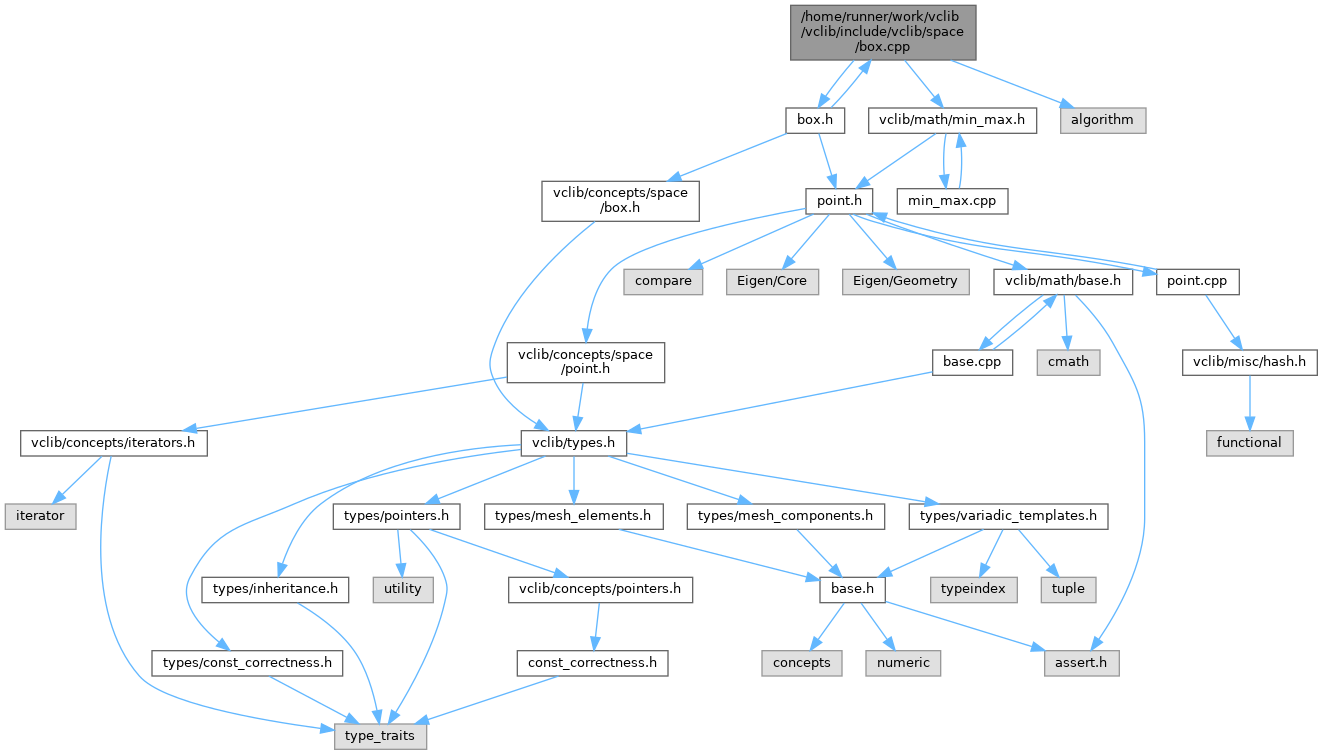 /home/runner/work/vclib
/vclib/include/vclib/space
/box.cpp
box.h
vclib/math/min_max.h
algorithm
vclib/concepts/space
/box.h
point.h
min_max.cpp
compare
Eigen/Core
Eigen/Geometry
vclib/math/base.h
point.cpp
vclib/concepts/space
/point.h
base.cpp
cmath
vclib/misc/hash.h
vclib/concepts/iterators.h
vclib/types.h
functional
iterator
types/pointers.h
types/mesh_elements.h
types/mesh_components.h
types/variadic_templates.h
types/inheritance.h
utility
vclib/concepts/pointers.h
base.h
typeindex
tuple
types/const_correctness.h
const_correctness.h
concepts
numeric
assert.h
type_traits